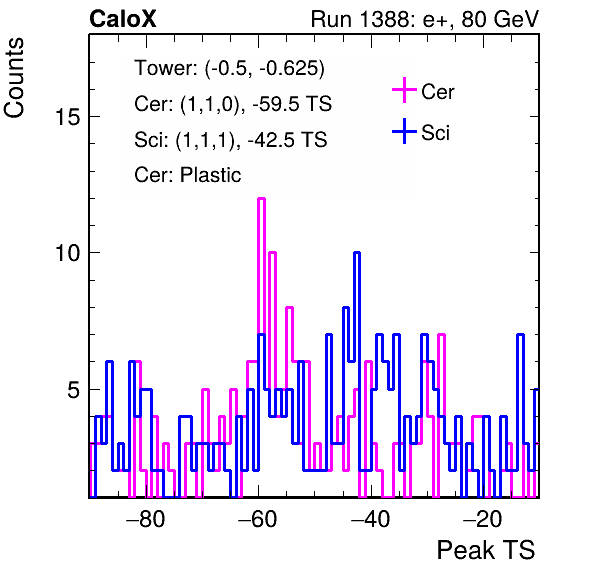 CaloX Run 1388: e+, 80 GeV
Counts
Tower: (-0.5, -0.625)
Cer: (1,1,0), -59.5 TS
Sci: (1,1,1), -42.5 TS
Cer: Plastic
Cer
Sci
15
10
5
−80 −60 −40 −20
Peak TS